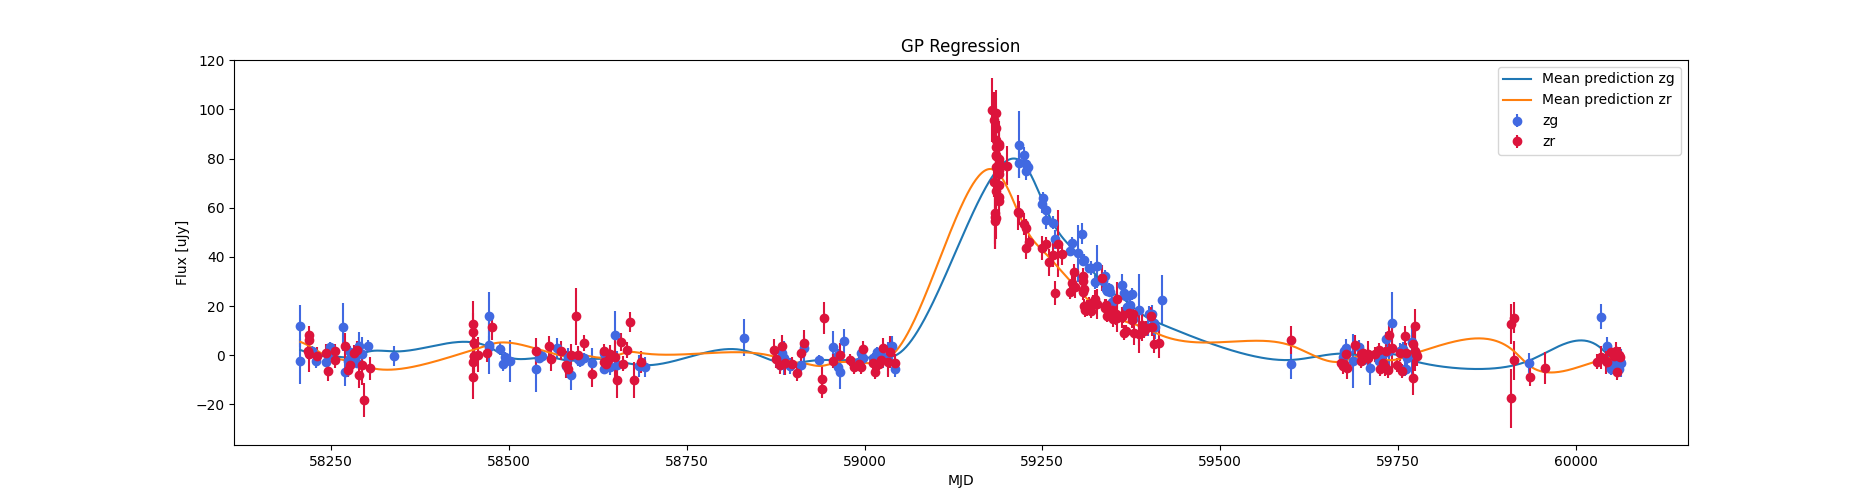 GP Regression
Flux [uJy]
120
100
80
60
40
20
0
−20
Mean prediction zg
Mean prediction zr
zg
zr
58250 58500 58750 59000 59250 59500 59750 60000
MJD